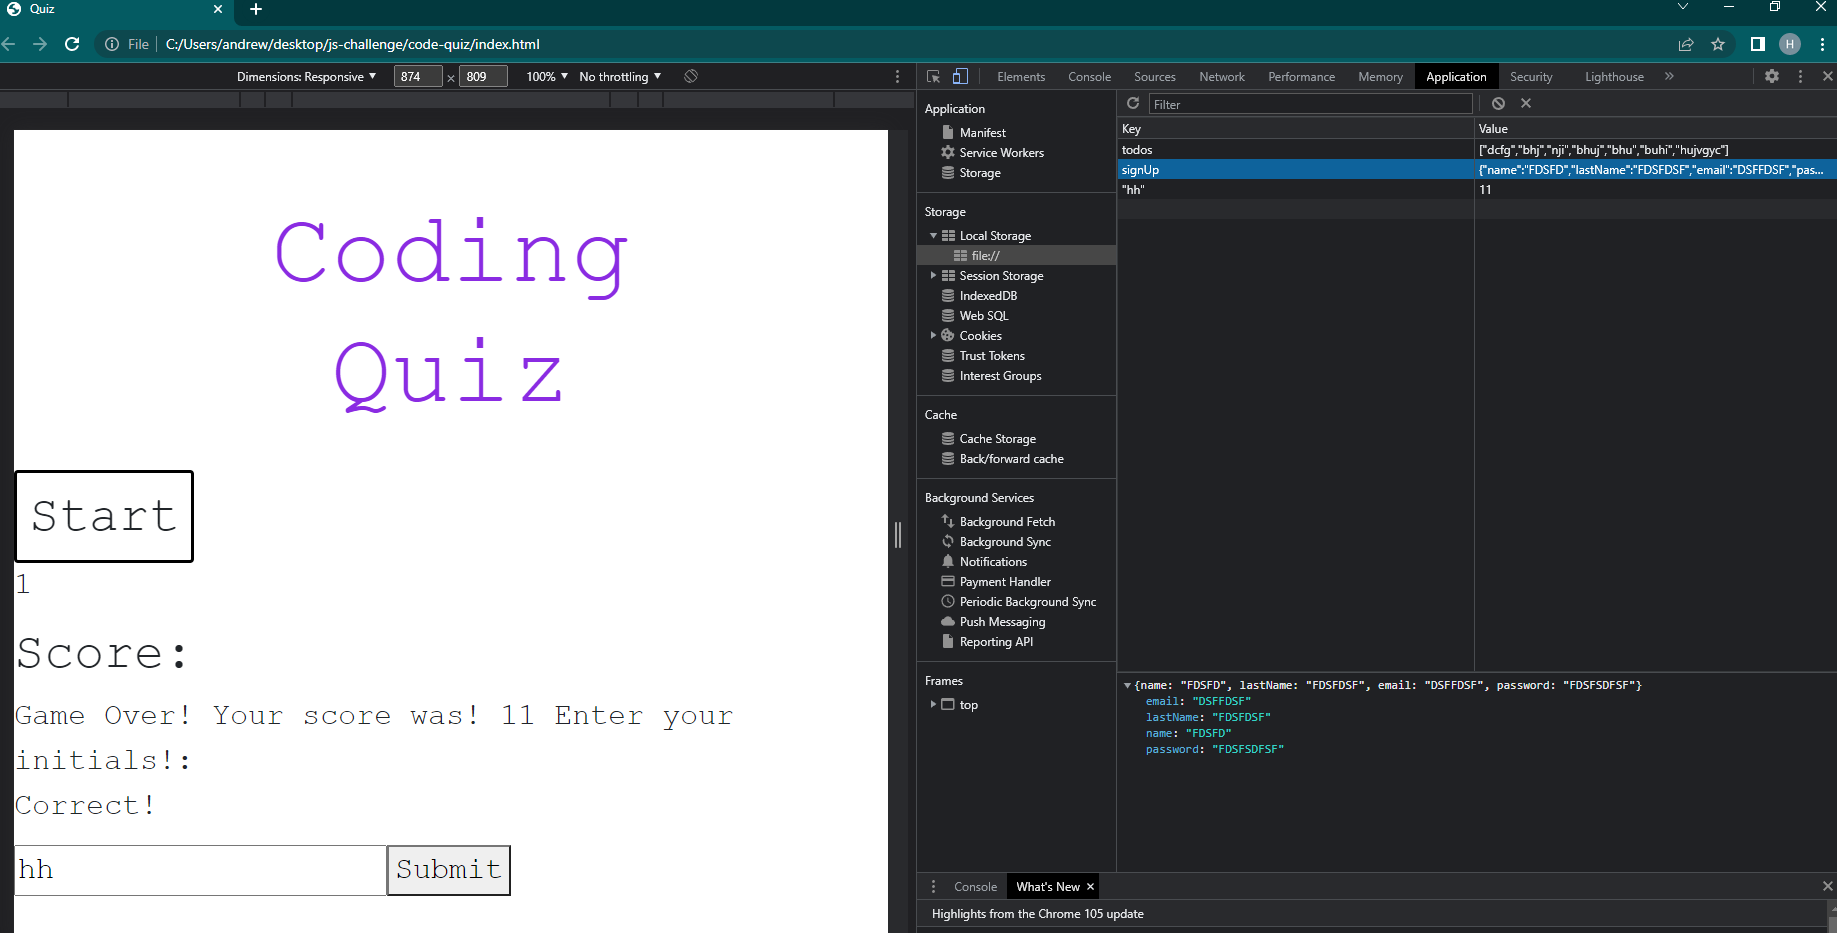 Quiz
File
C:/Users/andrew/desktop/js-challenge/code-quiz/index.html
H
Dimensions: Responsive
874
×
809
100%
No throttling
Coding
Quiz
Start
1
Score:
Game Over! Your score was! 11 Enter your
initials!:
Correct!
hh
Submit
Elements
Console
Sources
Network
Performance
Memory
Application
Security
Lighthouse
Application
Manifest
Service Workers
Storage
Storage
Local Storage
file://
Session Storage
IndexedDB
Web SQL
Cookies
Trust Tokens
Interest Groups
Cache
Cache Storage
Back/forward cache
Background Services
Background Fetch
Background Sync
Notifications
Payment Handler
Periodic Background Sync
Push Messaging
Reporting API
Frames
top
Filter
Key Value
todos ["dcfg","bhj","nji","bhuj","bhu","buhi","hujvgyc"]
signUp {"name":"FDSFD","lastName":"FDSFDSF","email":"DSFFDSF","pas...
"hh" 11
{name: "FDSFD", lastName: "FDSFDSF", email: "DSFFDSF", password: "FDSFSDFSF"}
email: "DSFFDSF"
lastName: "FDSFDSF"
name: "FDSFD"
password: "FDSFSDFSF"
Console
What's New
Highlights from the Chrome 105 update